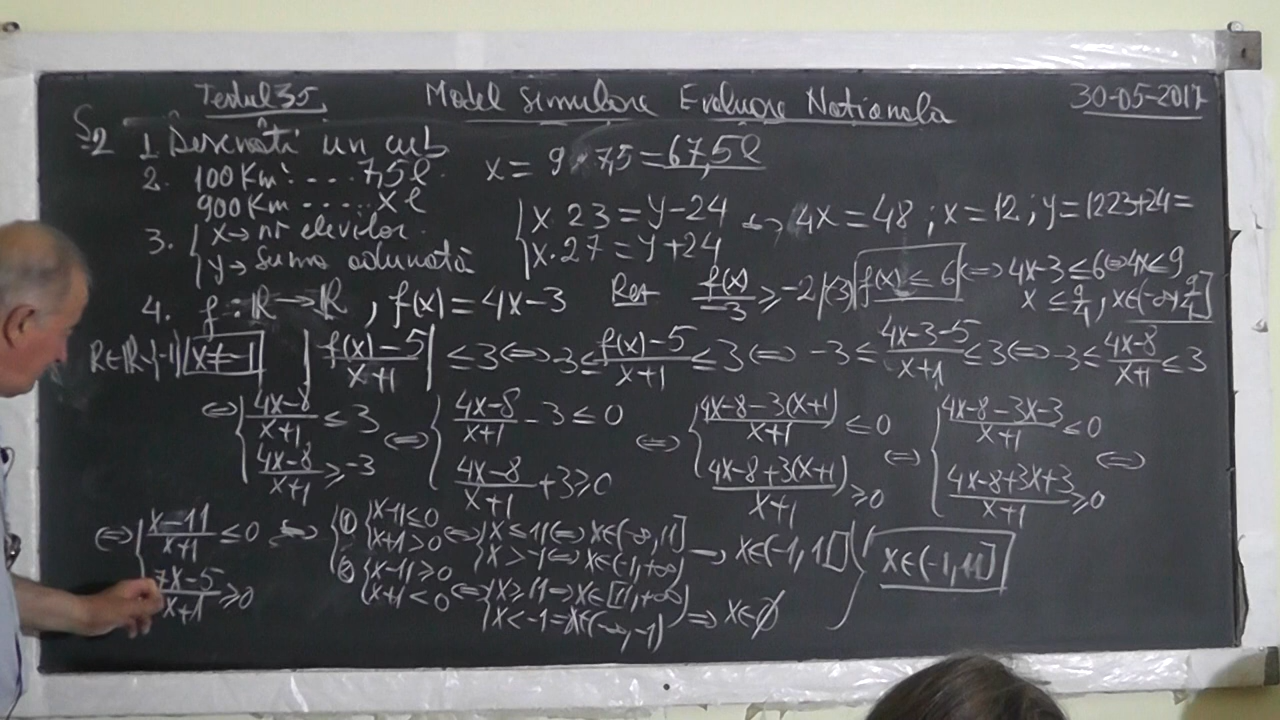 Testul 35 Model Simulare Evaluare Nationala 30-05-2017
S2 1. Desenati un cub
2. 100 Km .... 7,5 l x = 9 · 7,5 = 67,5 l
900 Km ..... x l
3. { x → nr elevilor { x · 23 = y - 24 ⇒ 4x = 48 ; x = 12 ; y = 12·23+24 =
y → suma adunată x · 27 = y + 24
4. f : ℝ → ℝ , f(x) = 4x - 3 f(x)/-3 ≥ -2 |·(-3) f(x) ≤ 6 ⇔ 4x-3 ≤ 6 ⇔ 4x ≤ 9
x ≤ 9/4 , x∈(-∞, 9/4]
ℝ-{-1} x ≠ -1 |(f(x)-5)/(x+1)| ≤ 3 ⇔ -3 ≤ (f(x)-5)/(x+1) ≤ 3 ⇔ -3 ≤ (4x-3-5)/(x+1) ≤ 3 ⇔ -3 ≤ (4x-8)/(x+1) ≤ 3
⇔ { (4x-8)/(x+1) ≤ 3 ⇔ { (4x-8)/(x+1) - 3 ≤ 0 ⇔ { (4x-8-3(x+1))/(x+1) ≤ 0 ⇔ { (4x-8-3x-3)/(x+1) ≤ 0 ⇔
(4x-8)/(x+1) ≥ -3 (4x-8)/(x+1) + 3 ≥ 0 (4x-8+3(x+1))/(x+1) ≥ 0 (4x-8+3x+3)/(x+1) ≥ 0
⇔ { (x-11)/(x+1) ≤ 0 ⇔ { ① { x-11 ≤ 0 ⇔ { x ≤ 11 ⇔ x∈(-∞, 11]
x+1 > 0 x > -1 ⇔ x∈(-1, +∞) → x∈(-1, 11] x∈(-1, 11]
(7x-5)/(x+1) ≥ 0 ② { x-11 ≥ 0 ⇔ { x ≥ 11 ⇒ x∈[11, +∞)
x+1 < 0 x < -1 ⇒ x∈(-∞, -1) ⇒ x∈∅